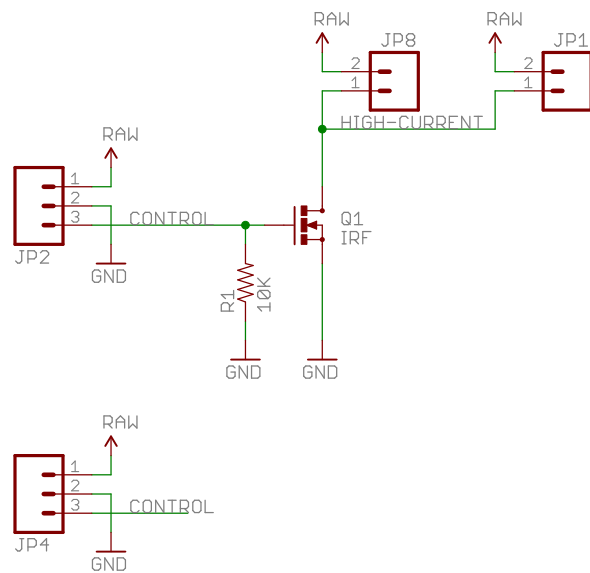 RAW
RAW
JP8
JP1
2
1
2
1
HIGH-CURRENT
RAW
1
2
3
CONTROL
JP2
GND
Q1
IRF
R1
10K
GND
GND
RAW
1
2
3
CONTROL
JP4
GND